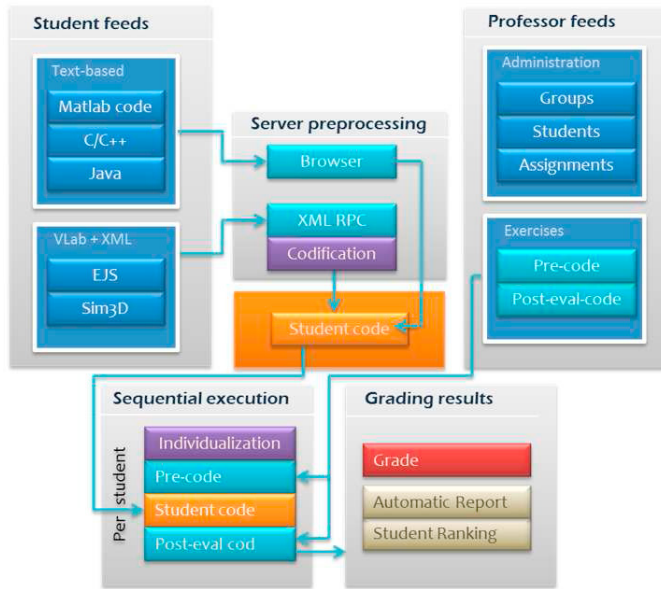 Student feeds
Text-based
Matlab code
C/C++
Java
VLab + XML
EJS
Sim3D
Server preprocessing
Browser
XML RPC
Codification
Student code
Professor feeds
Administration
Groups
Students
Assignments
Exercises
Pre-code
Post-eval-code
Sequential execution
Per student
Individualization
Pre-code
Student code
Post-eval cod
Grading results
Grade
Automatic Report
Student Ranking